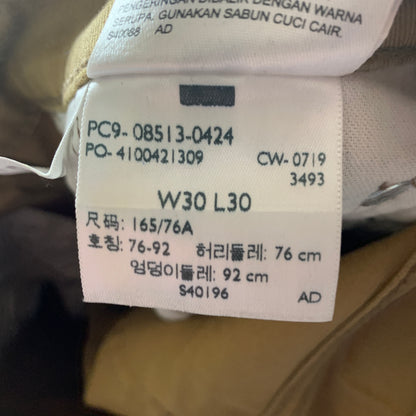 PENGERINGAN DIBALIK DENGAN WARNA
SERUPA. GUNAKAN SABUN CUCI CAIR.
S40088 AD
PC9- 08513-0424
PO- 4100421309 CW- 0719
3493
W30 L30
尺码: 165/76A
호칭: 76-92 허리둘레: 76 cm
엉덩이둘레: 92 cm
S40196 AD